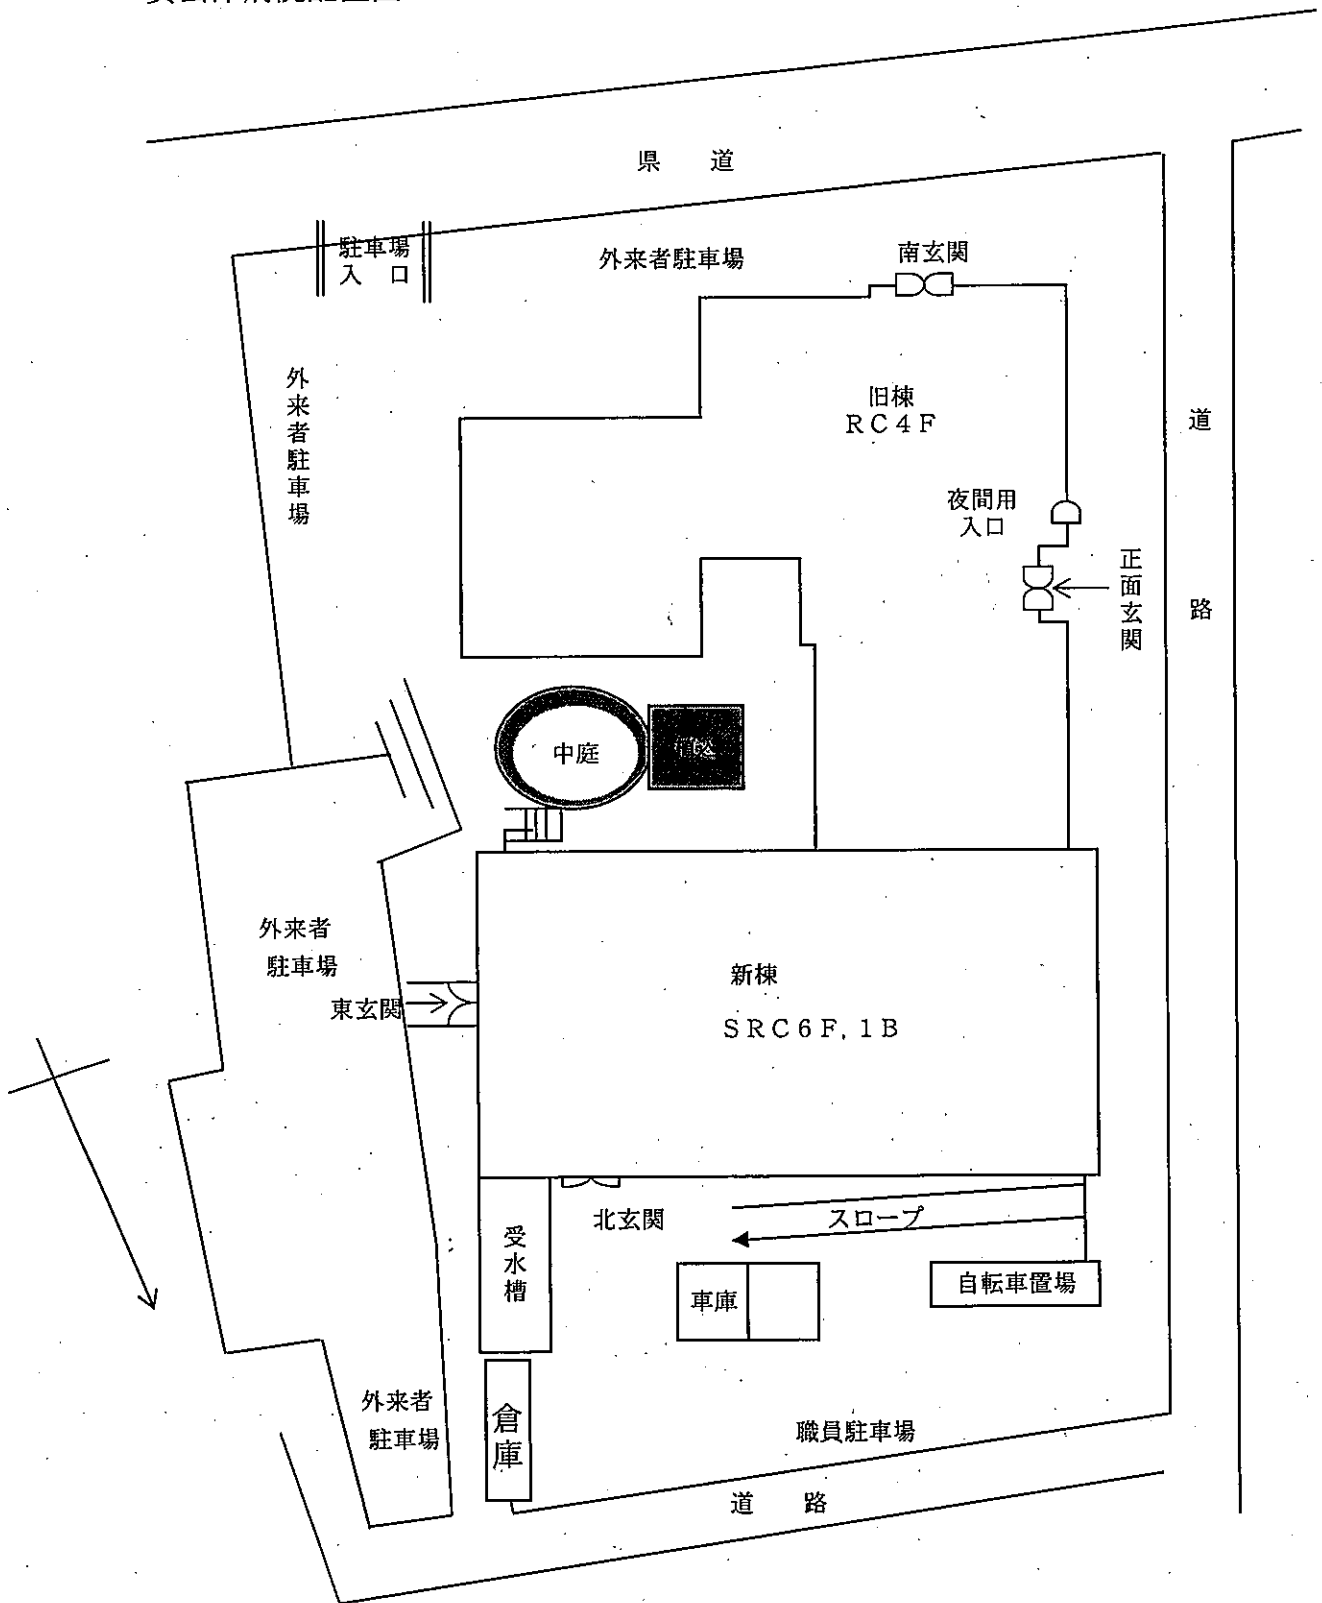 県 道
駐車場
入 口
外来者駐車場
南玄関
外来者駐車場
旧棟
RC4F
夜間用
入口
正面玄関
道 路
中庭
外来者
駐車場
東玄関
新棟
SRC6F, 1B
北玄関
スロープ
受水槽
車庫
自転車置場
外来者
駐車場
倉庫
職員駐車場
道 路